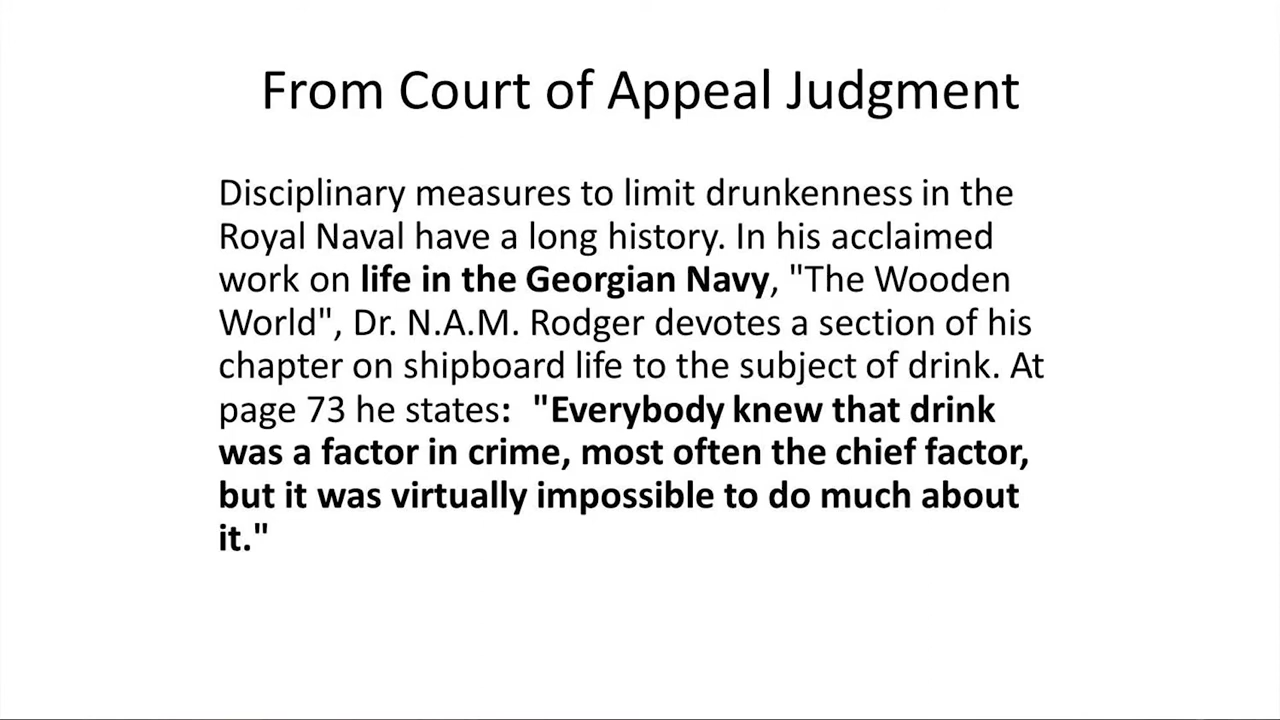 From Court of Appeal Judgment
Disciplinary measures to limit drunkenness in the
Royal Naval have a long history. In his acclaimed
work on life in the Georgian Navy, "The Wooden
World", Dr. N.A.M. Rodger devotes a section of his
chapter on shipboard life to the subject of drink. At
page 73 he states:  "Everybody knew that drink
was a factor in crime, most often the chief factor,
but it was virtually impossible to do much about
it."